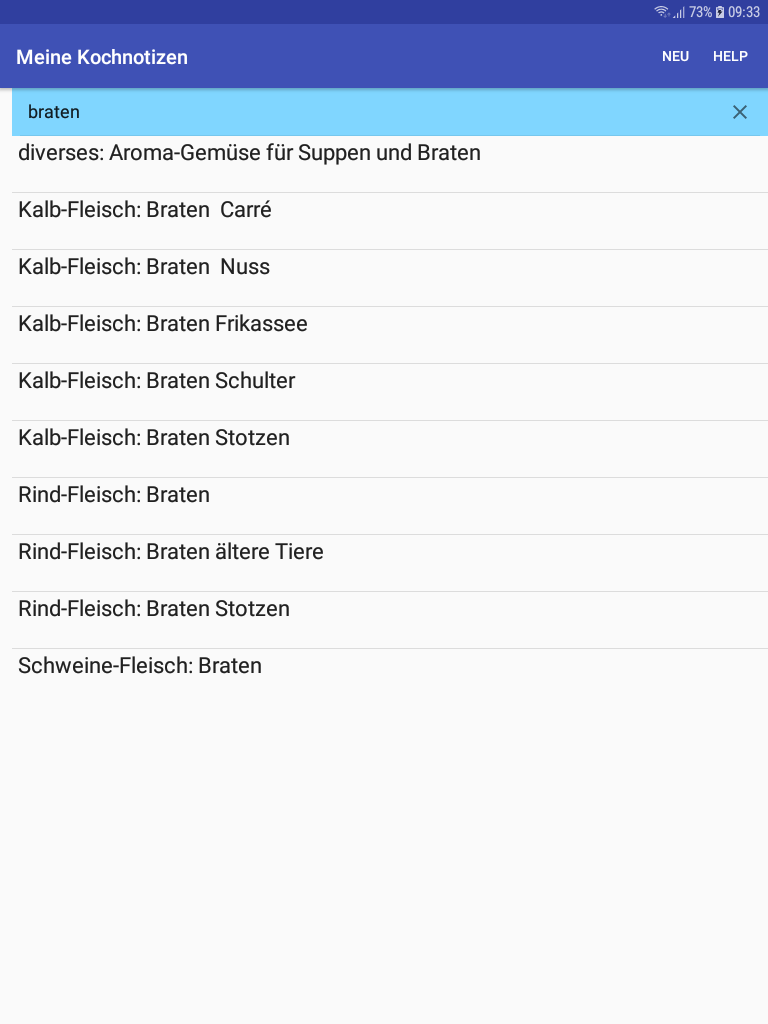 73% 09:33
Meine Kochnotizen NEU HELP
braten
diverses: Aroma-Gemüse für Suppen und Braten
Kalb-Fleisch: Braten  Carré
Kalb-Fleisch: Braten  Nuss
Kalb-Fleisch: Braten Frikassee
Kalb-Fleisch: Braten Schulter
Kalb-Fleisch: Braten Stotzen
Rind-Fleisch: Braten
Rind-Fleisch: Braten ältere Tiere
Rind-Fleisch: Braten Stotzen
Schweine-Fleisch: Braten